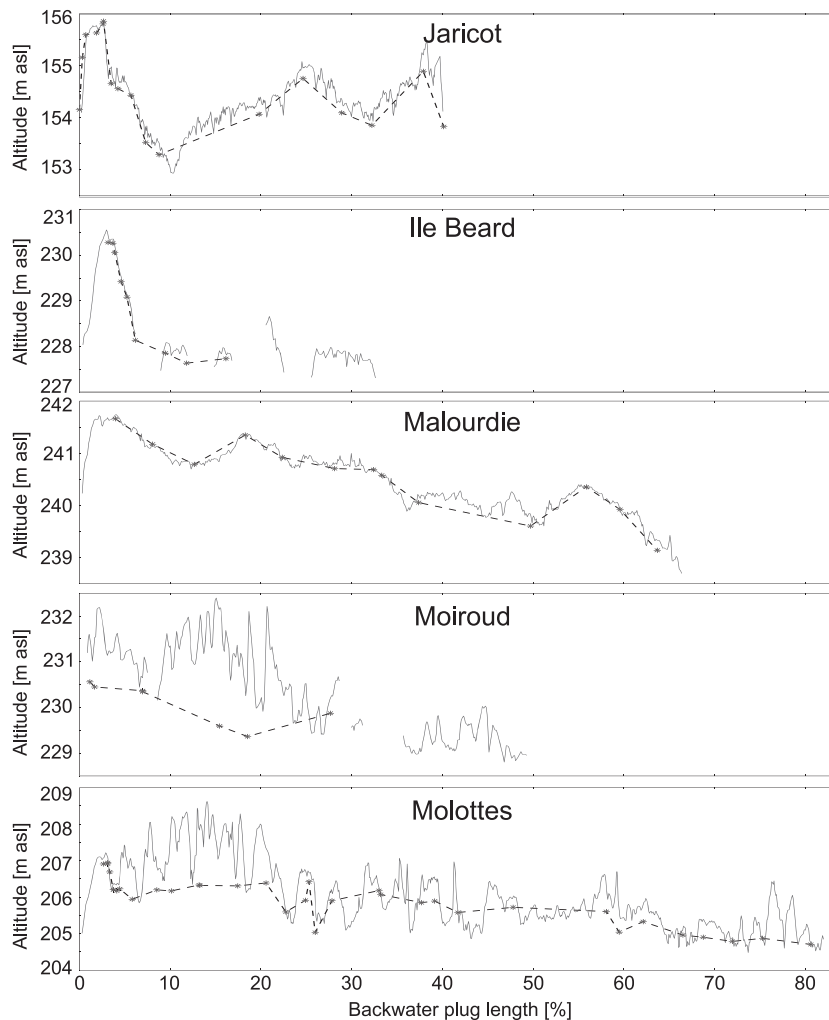 Jaricot
Altitude [m asl]
156
155
154
153
Ile Beard
Altitude [m asl]
231
230
229
228
227
Malourdie
Altitude [m asl]
242
241
240
239
Moiroud
Altitude [m asl]
232
231
230
229
Molottes
Altitude [m asl]
209
208
207
206
205
204
0 10 20 30 40 50 60 70 80
Backwater plug length [%]